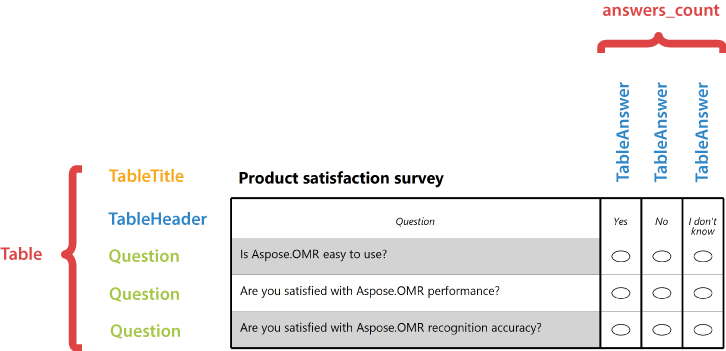 answers_count
TableAnswer
TableAnswer
TableAnswer
TableTitle
Product satisfaction survey
TableHeader
Question
Yes
No
I don't
know
Table
Question
Is Aspose.OMR easy to use?
Question
Are you satisfied with Aspose.OMR performance?
Question
Are you satisfied with Aspose.OMR recognition accuracy?